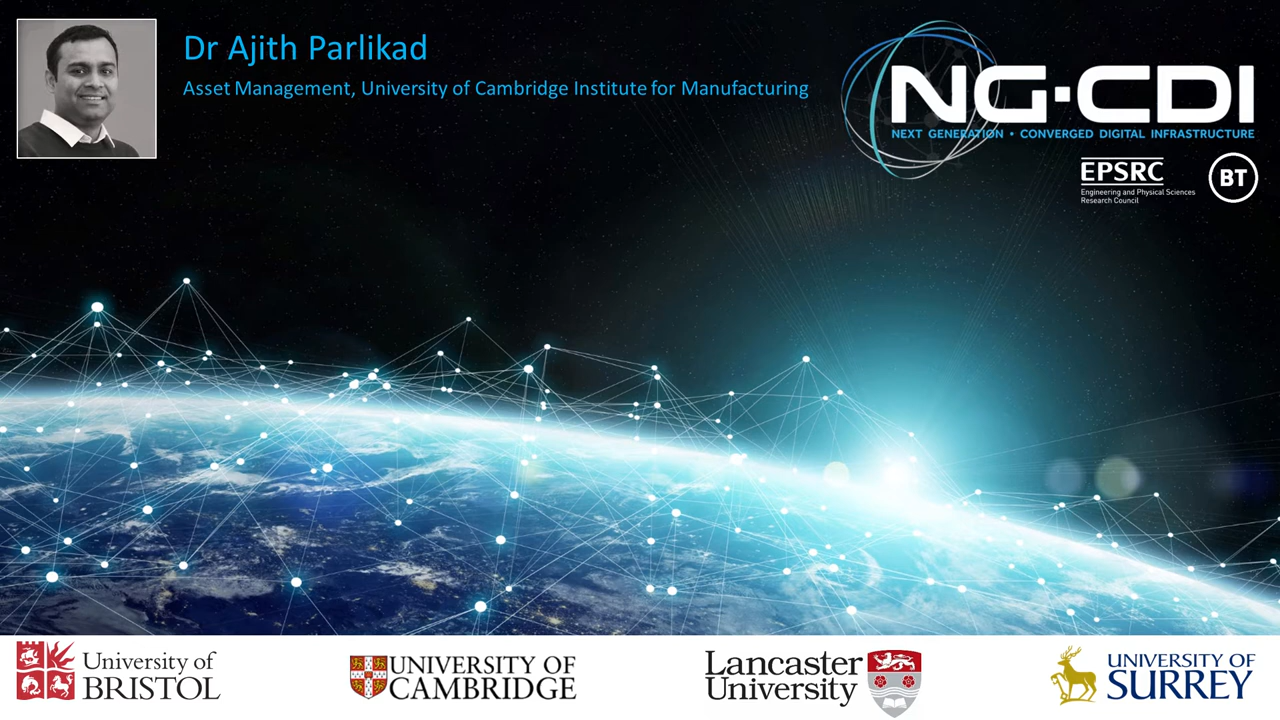 Dr Ajith Parlikad
Asset Management, University of Cambridge Institute for Manufacturing
NG·CDI
NEXT GENERATION • CONVERGED DIGITAL INFRASTRUCTURE
EPSRC
Engineering and Physical Sciences
Research Council
BT
University of
BRISTOL
UNIVERSITY OF
CAMBRIDGE
Lancaster
University
UNIVERSITY OF
SURREY